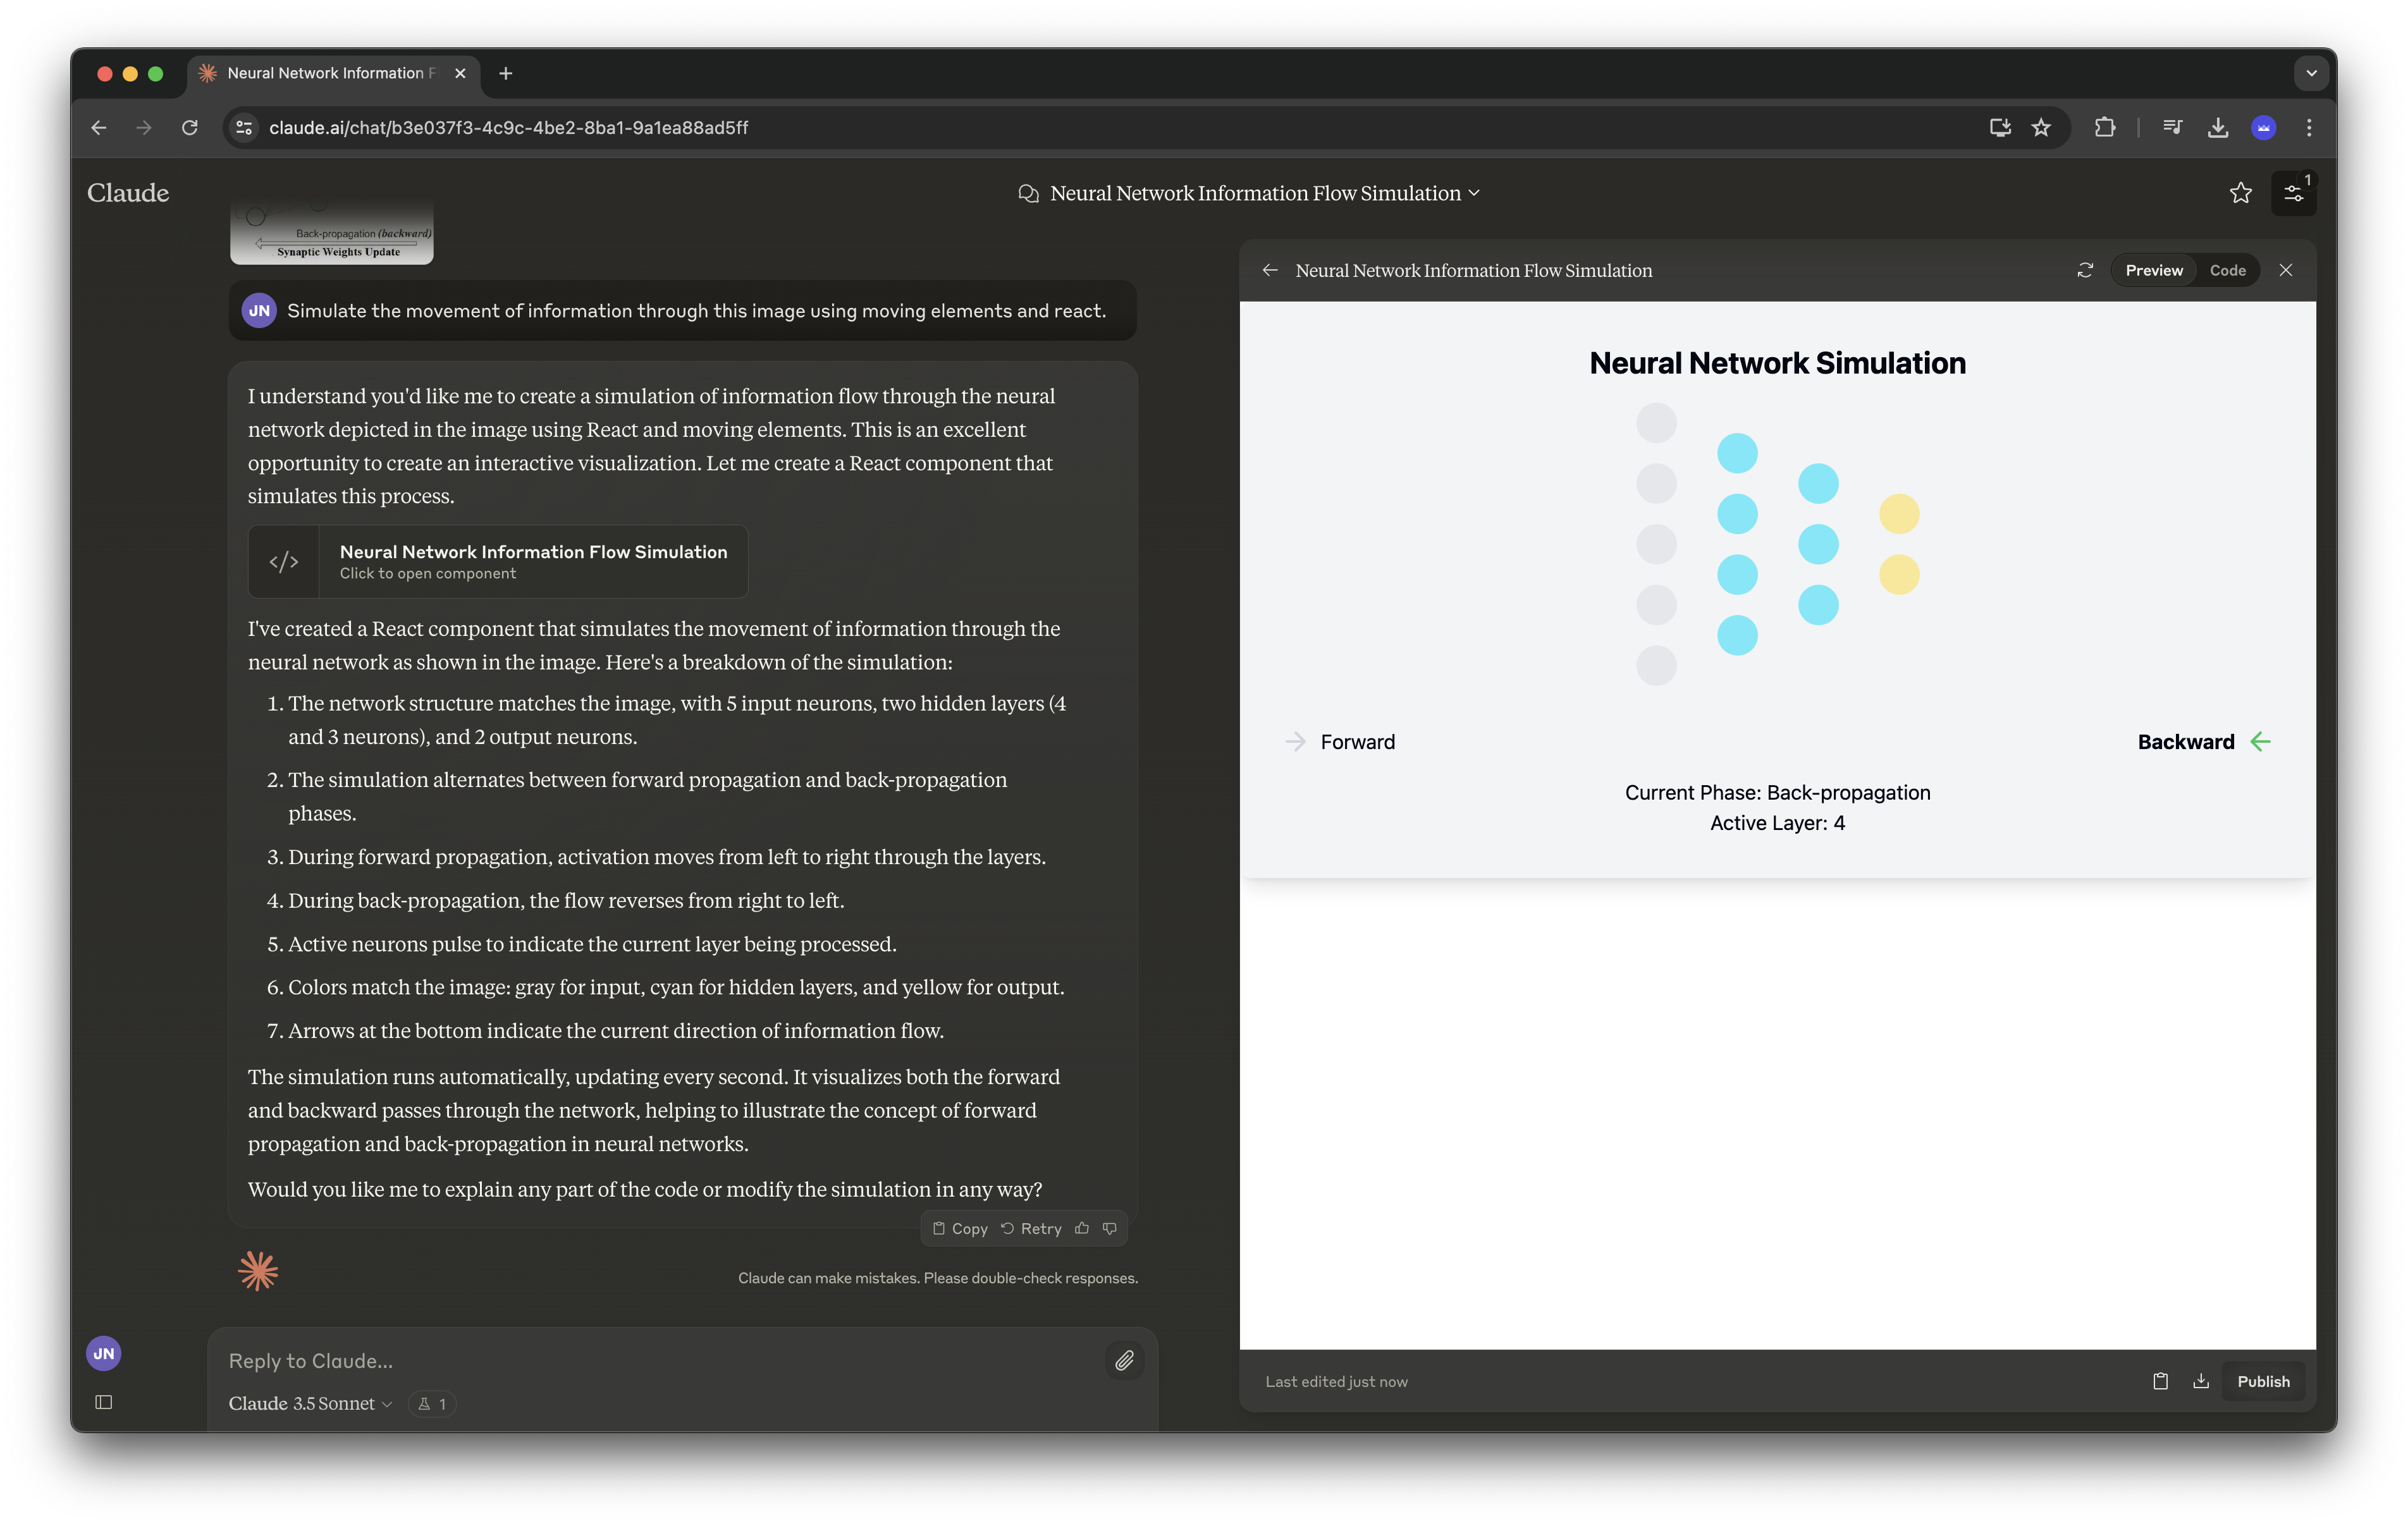 Neural Network Information F
claude.ai/chat/b3e037f3-4c9c-4be2-8ba1-9a1ea88ad5ff
Claude
Neural Network Information Flow Simulation
1
Back-propagation (backward)
Synaptic Weights Update
JN
Simulate the movement of information through this image using moving elements and react.
I understand you'd like me to create a simulation of information flow through the neural
network depicted in the image using React and moving elements. This is an excellent
opportunity to create an interactive visualization. Let me create a React component that
simulates this process.
</>
Neural Network Information Flow Simulation
Click to open component
I've created a React component that simulates the movement of information through the
neural network as shown in the image. Here's a breakdown of the simulation:
1. The network structure matches the image, with 5 input neurons, two hidden layers (4
and 3 neurons), and 2 output neurons.
2. The simulation alternates between forward propagation and back-propagation
phases.
3. During forward propagation, activation moves from left to right through the layers.
4. During back-propagation, the flow reverses from right to left.
5. Active neurons pulse to indicate the current layer being processed.
6. Colors match the image: gray for input, cyan for hidden layers, and yellow for output.
7. Arrows at the bottom indicate the current direction of information flow.
The simulation runs automatically, updating every second. It visualizes both the forward
and backward passes through the network, helping to illustrate the concept of forward
propagation and back-propagation in neural networks.
Would you like me to explain any part of the code or modify the simulation in any way?
Copy Retry
Claude can make mistakes. Please double-check responses.
JN
Reply to Claude...
Claude 3.5 Sonnet
1
Neural Network Information Flow Simulation
Preview Code
Neural Network Simulation
Forward
Backward
Current Phase: Back-propagation
Active Layer: 4
Last edited just now
Publish